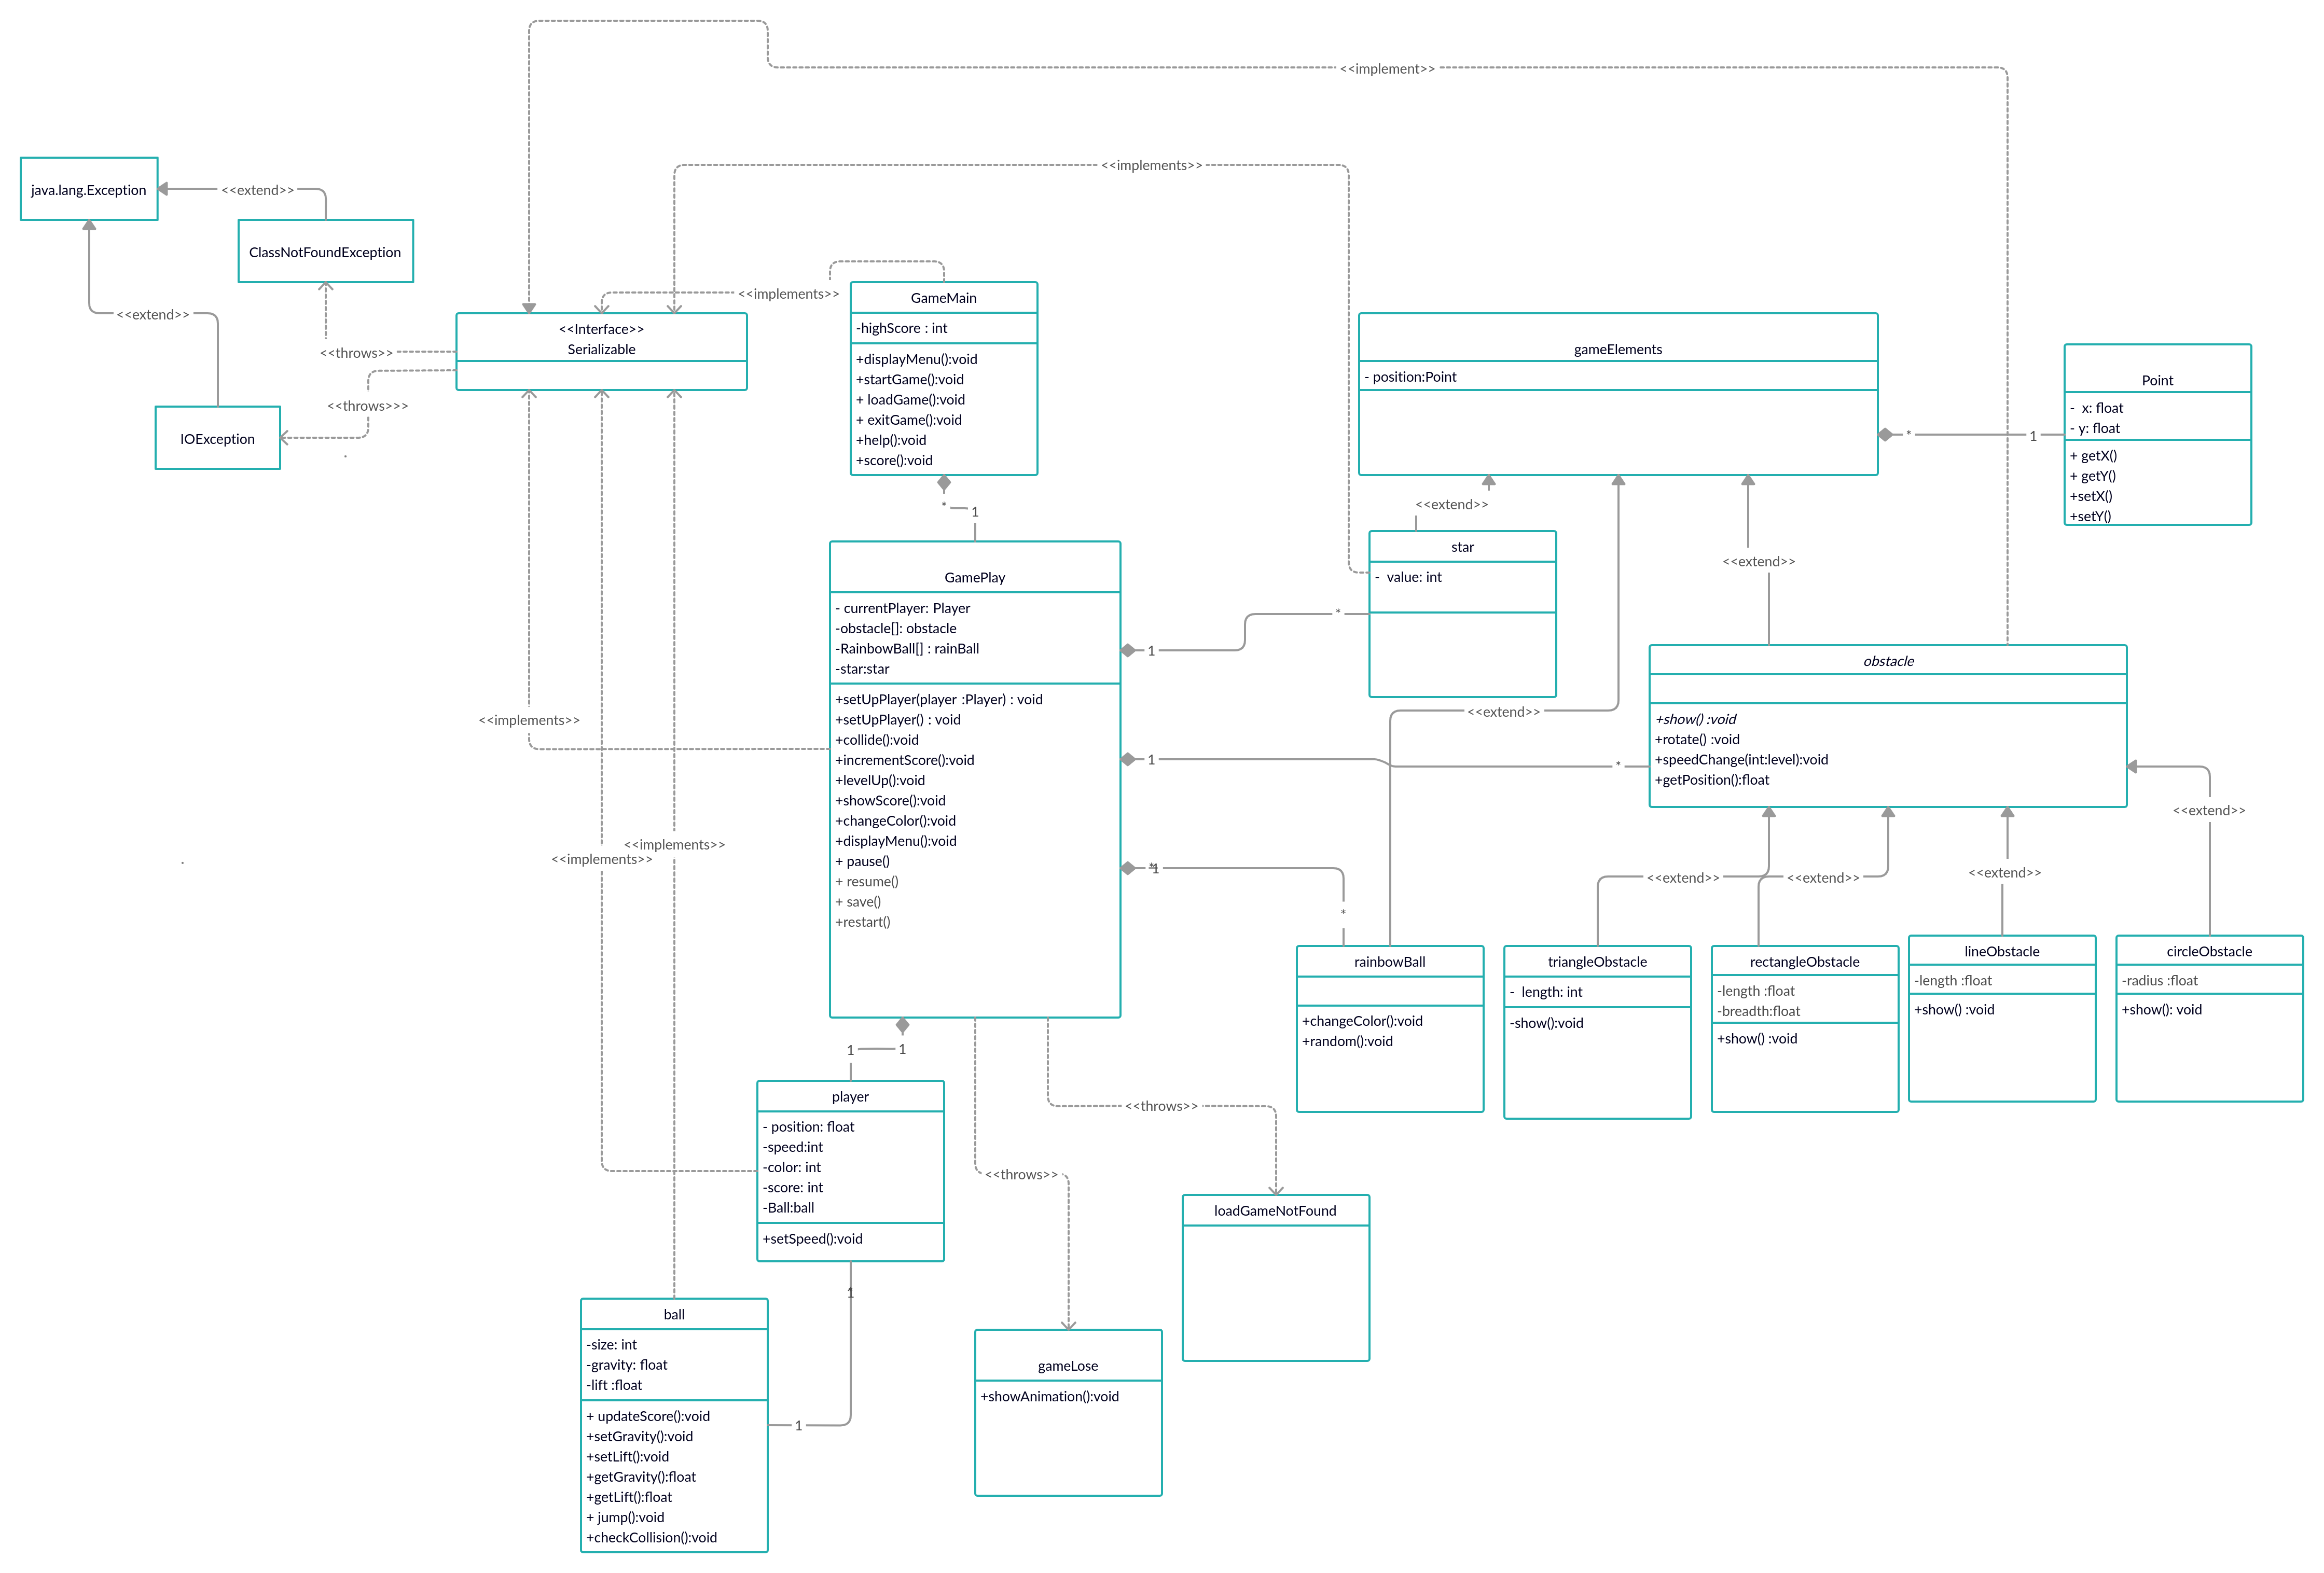 <<implement>>
<<implements>>
java.lang.Exception
<<extend>>
ClassNotFoundException
<<extend>>
<<throws>>
<<throws>>>
IOException
.
.
<<Interface>>
Serializable
<<implements>>
GameMain
-highScore : int
+displayMenu():void
+startGame():void
+ loadGame():void
+ exitGame():void
+help():void
+score():void
*
1
gameElements
- position:Point
*
1
Point
- x: float
- y: float
+ getX()
+ getY()
+setX()
+setY()
<<extend>>
<<extend>>
<<extend>>
star
- value: int
GamePlay
- currentPlayer: Player
-obstacle[]: obstacle
-RainbowBall[] : rainBall
-star:star
+setUpPlayer(player :Player) : void
+setUpPlayer() : void
+collide():void
+incrementScore():void
+levelUp():void
+showScore():void
+changeColor():void
+displayMenu():void
+ pause()
+ resume()
+ save()
+restart()
1
*
1
*
1
*
*
<<implements>>
<<implements>>
<<implements>>
obstacle
+show() :void
+rotate() :void
+speedChange(int:level):void
+getPosition():float
<<extend>>
<<extend>>
<<extend>>
<<extend>>
rainbowBall
+changeColor():void
+random():void
triangleObstacle
- length: int
-show():void
rectangleObstacle
-length :float
-breadth:float
+show() :void
lineObstacle
-length :float
+show() :void
circleObstacle
-radius :float
+show(): void
1
1
player
- position: float
-speed:int
-color: int
-score: int
-Ball:ball
+setSpeed():void
1
1
<<throws>>
<<throws>>
loadGameNotFound
gameLose
+showAnimation():void
ball
-size: int
-gravity: float
-lift :float
+ updateScore():void
+setGravity():void
+setLift():void
+getGravity():float
+getLift():float
+ jump():void
+checkCollision():void